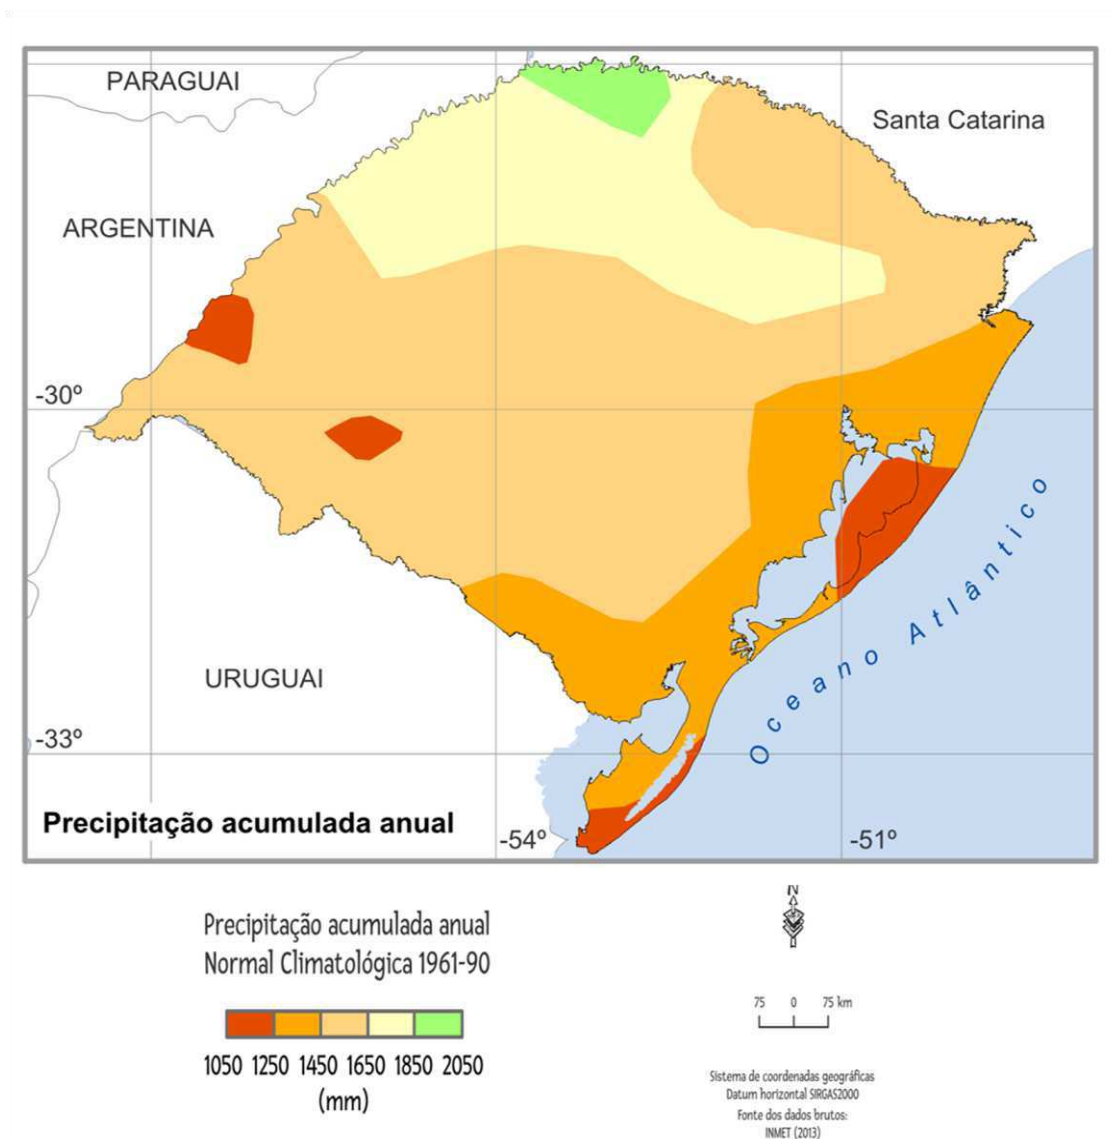 PARAGUAI
Santa Catarina
ARGENTINA
-30º
Oceano Atlântico
URUGUAI
-33º
Precipitação acumulada anual
-54º
-51º
Precipitação acumulada anual
Normal Climatológica 1961-90
1050 1250 1450 1650 1850 2050
(mm)
N
75 0 75 km
Sistema de coordenadas geográficas
Datum horizontal SIRGAS2000
Fonte dos dados brutos:
INMET (2013)